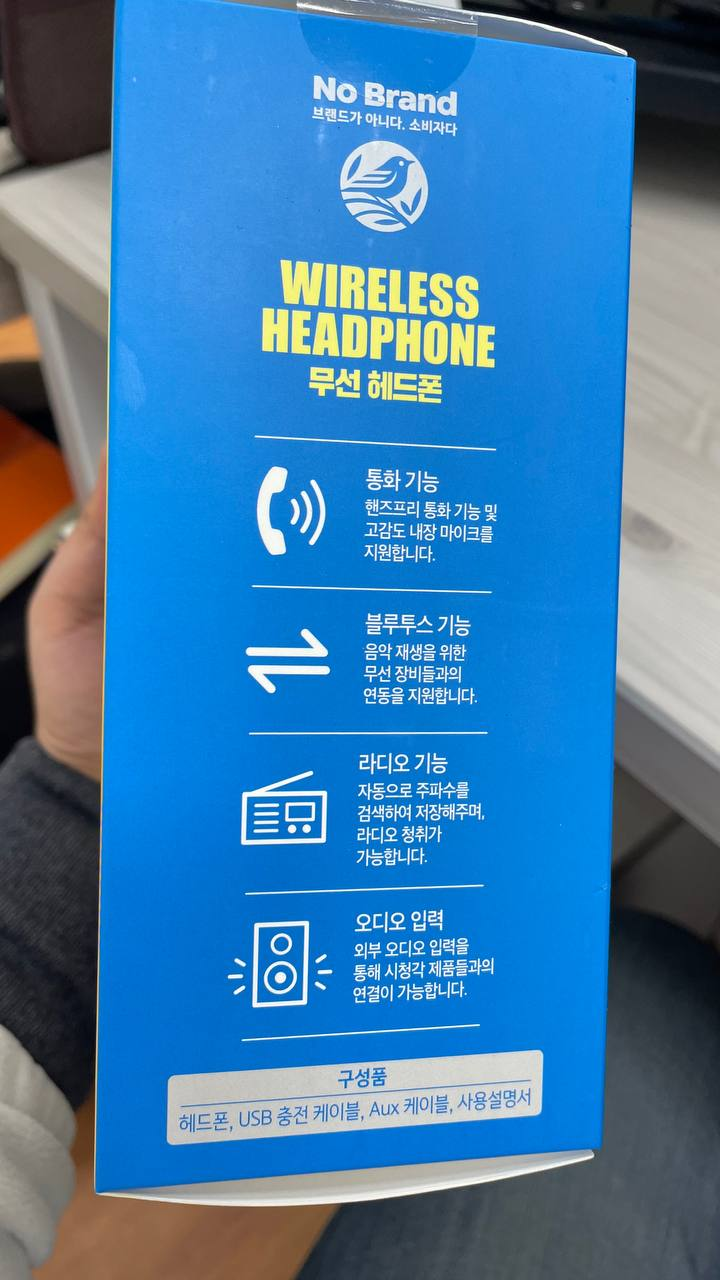 No Brand
브랜드가 아니다. 소비자다
WIRELESS
HEADPHONE
무선 헤드폰
통화 기능
핸즈프리 통화 기능 및
고감도 내장 마이크를
지원합니다.
블루투스 기능
음악 재생을 위한
무선 장비들과의
연동을 지원합니다.
라디오 기능
자동으로 주파수를
검색하여 저장해주며,
라디오 청취가
가능합니다.
오디오 입력
외부 오디오 입력을
통해 시청각 제품들과의
연결이 가능합니다.
구성품
헤드폰, USB 충전 케이블, Aux 케이블, 사용설명서